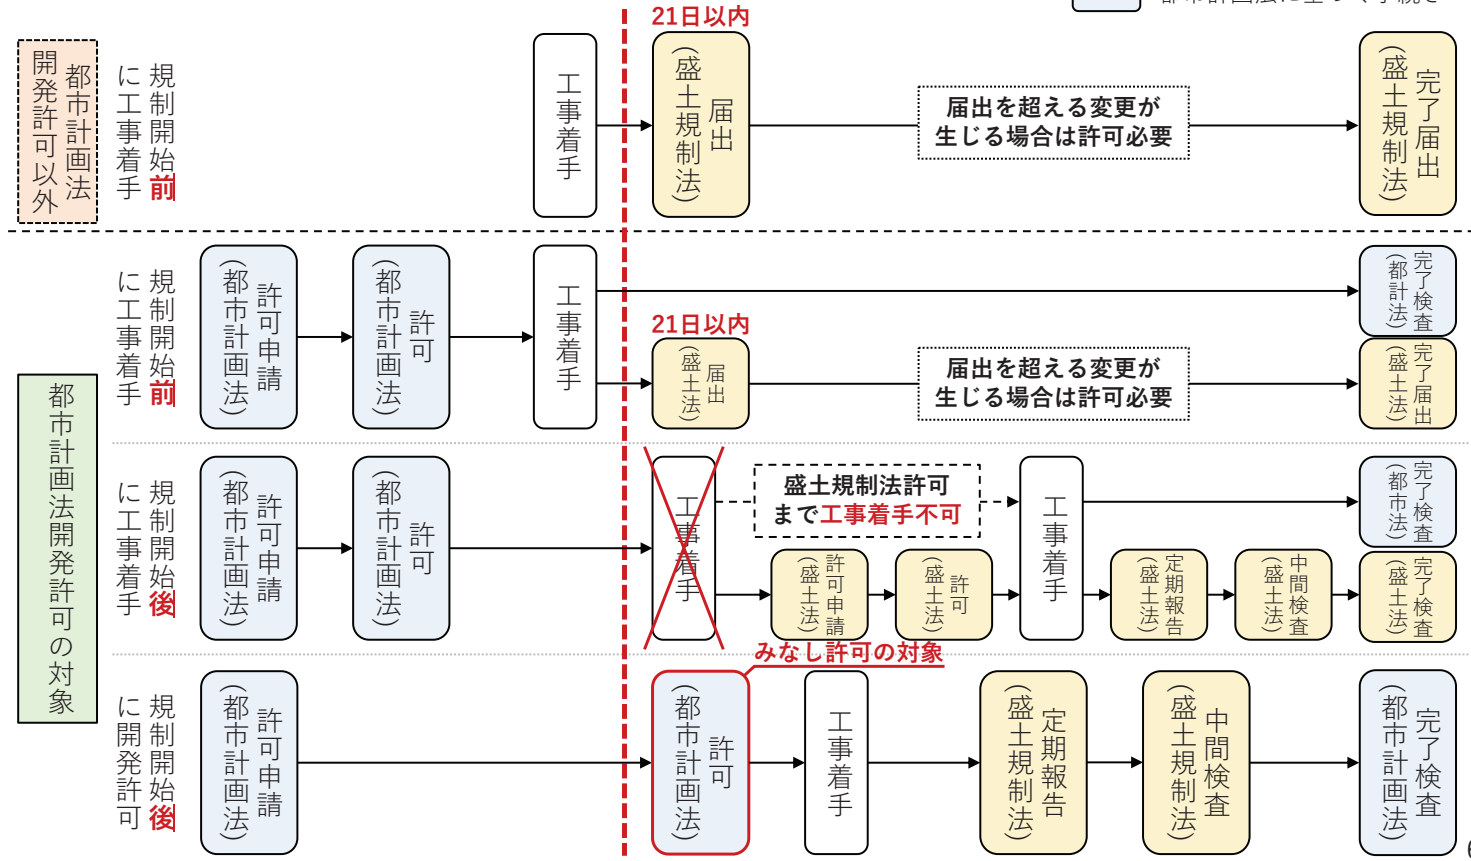 21日以内
都市計画法
開発許可以外
規制開始前
に工事着手
工事着手
届出
(盛土規制法)
届出を超える変更が
生じる場合は許可必要
完了届出
(盛土規制法)
都市計画法開発許可の対象
規制開始前
に工事着手
許可申請
(都市計画法)
許可
(都市計画法)
工事着手
21日以内
届出
(盛土法)
届出を超える変更が
生じる場合は許可必要
完了検査
(都計法)
完了届出
(盛土法)
規制開始後
に工事着手
許可申請
(都市計画法)
許可
(都市計画法)
工事着手
盛土規制法許可
まで工事着手不可
許可申請
(盛土法)
許可
(盛土法)
工事着手
定期報告
(盛土法)
中間検査
(盛土法)
完了検査
(都市法)
完了検査
(盛土法)
みなし許可の対象
規制開始後
に開発許可
許可申請
(都市計画法)
許可
(都市計画法)
工事着手
定期報告
(盛土規制法)
中間検査
(盛土規制法)
完了検査
(都市計画法)